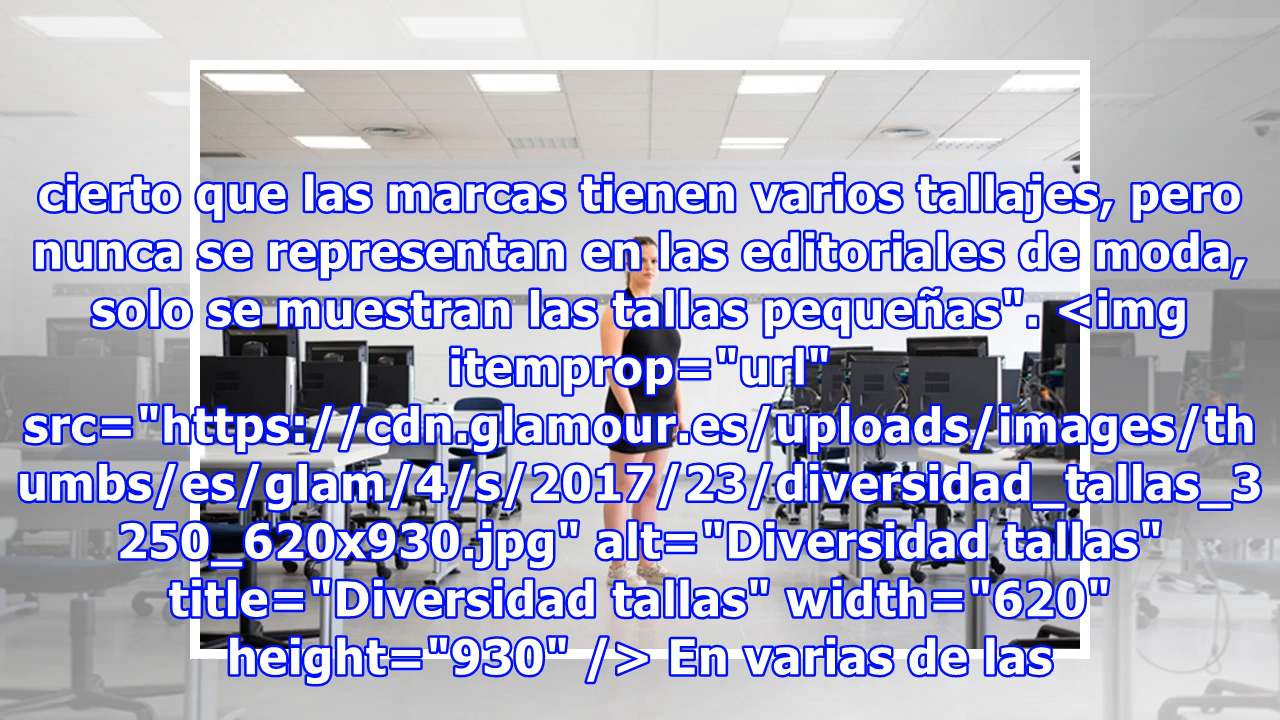 cierto que las marcas tienen varios tallajes, pero
nunca se representan en las editoriales de moda,
solo se muestran las tallas pequeñas". <img
itemprop="url"
src="https://cdn.glamour.es/uploads/images/th
umbs/es/glam/4/s/2017/23/diversidad_tallas_3
250_620x930.jpg" alt="Diversidad tallas"
title="Diversidad tallas" width="620"
height="930" /> En varias de las